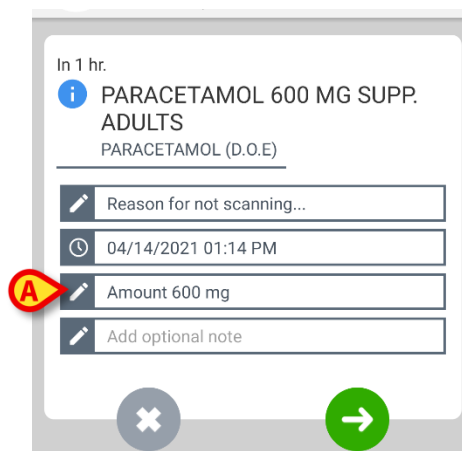 In 1 hr.
i
PARACETAMOL 600 MG SUPP.
ADULTS
PARACETAMOL (D.O.E)
Reason for not scanning...
04/14/2021 01:14 PM
A
Amount 600 mg
Add optional note